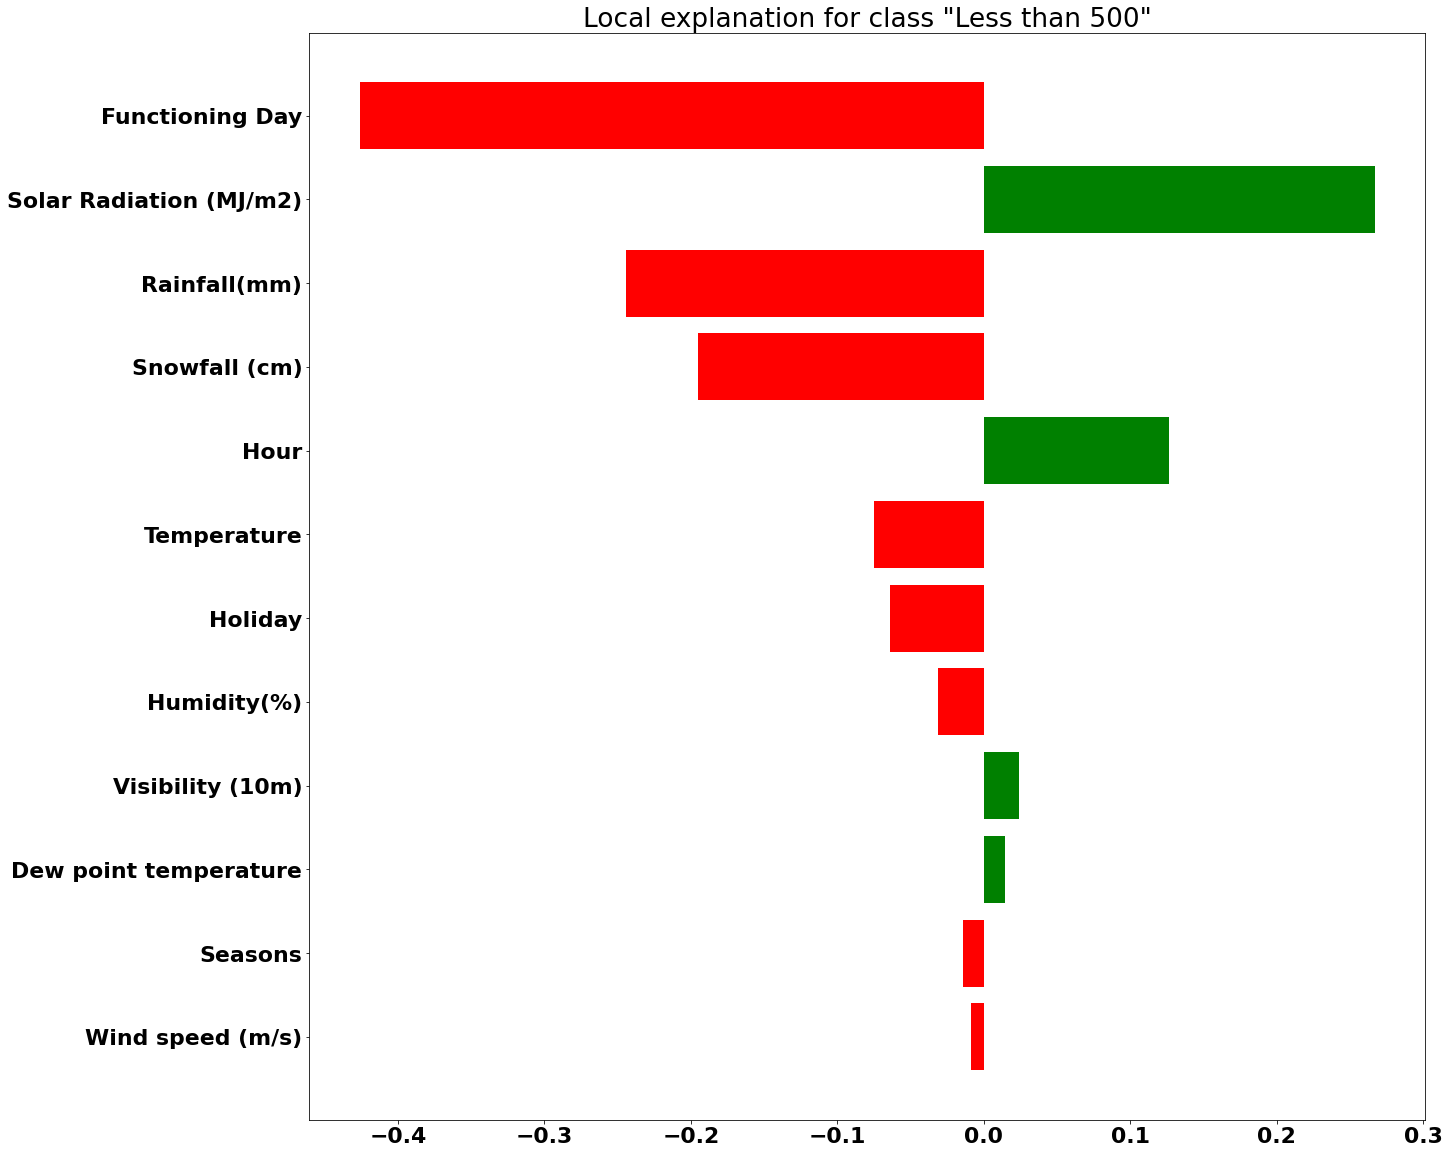 Local explanation for class "Less than 500"
Functioning Day
Solar Radiation (MJ/m2)
Rainfall(mm)
Snowfall (cm)
Hour
Temperature
Holiday
Humidity(%)
Visibility (10m)
Dew point temperature
Seasons
Wind speed (m/s)
−0.4 −0.3 −0.2 −0.1 0.0 0.1 0.2 0.3